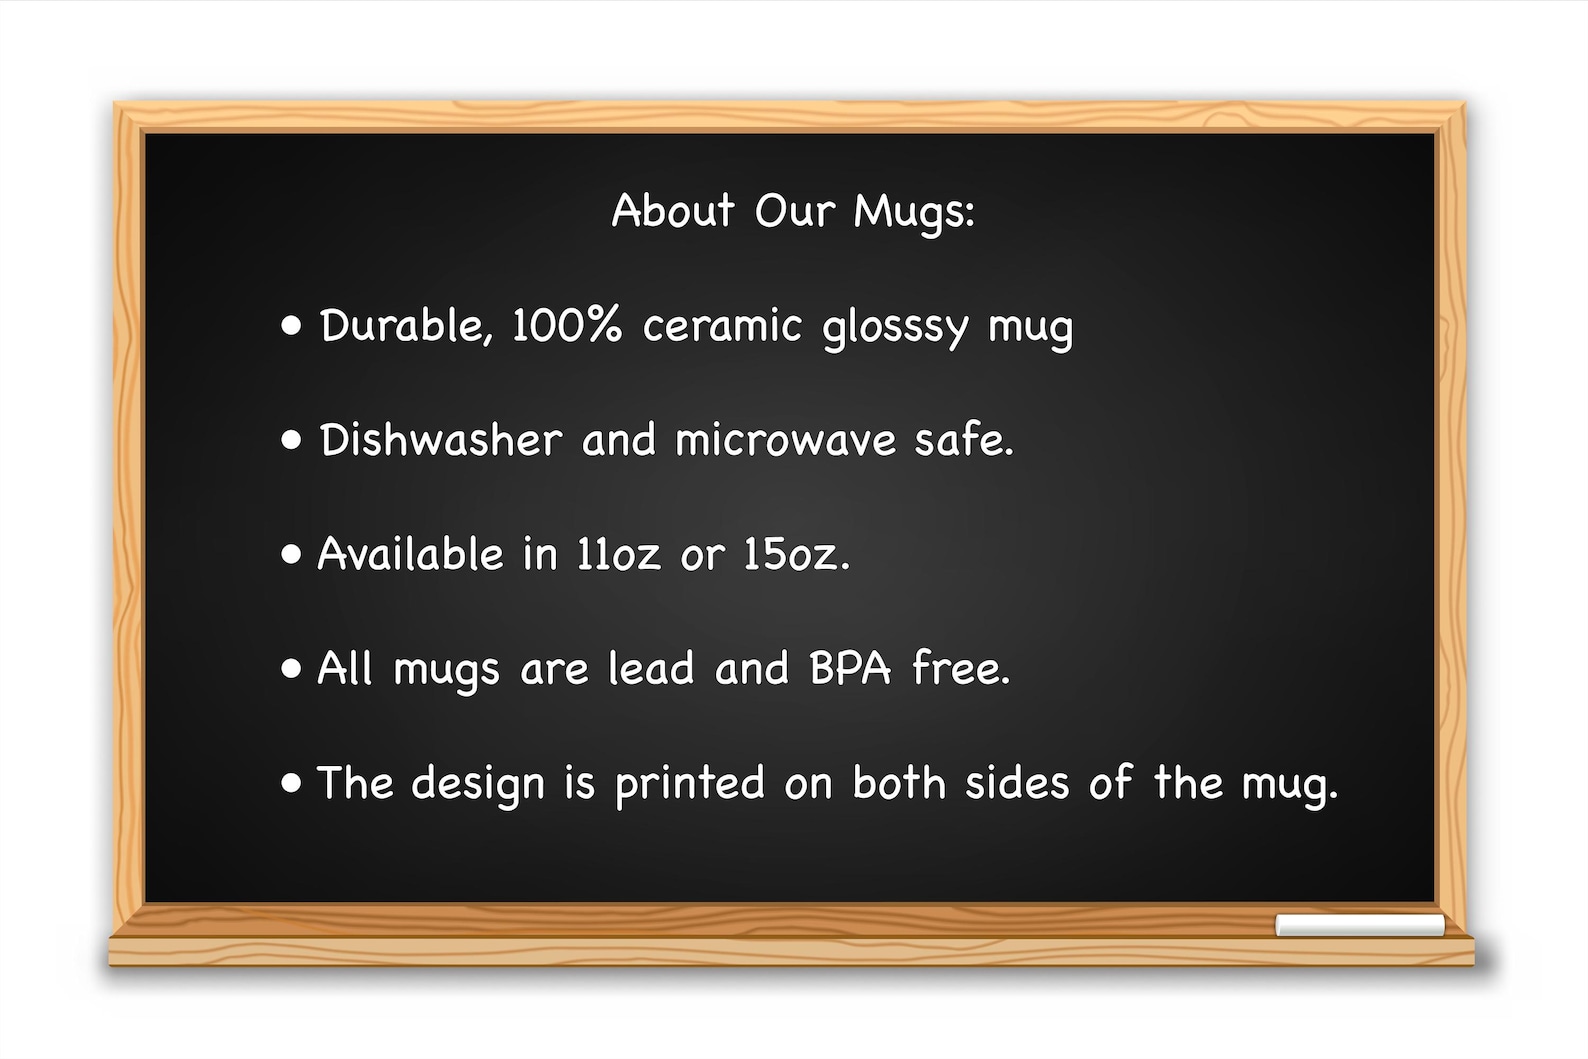 About Our Mugs:
• Durable, 100% ceramic glosssy mug
• Dishwasher and microwave safe.
• Available in 11oz or 15oz.
• All mugs are lead and BPA free.
• The design is printed on both sides of the mug.